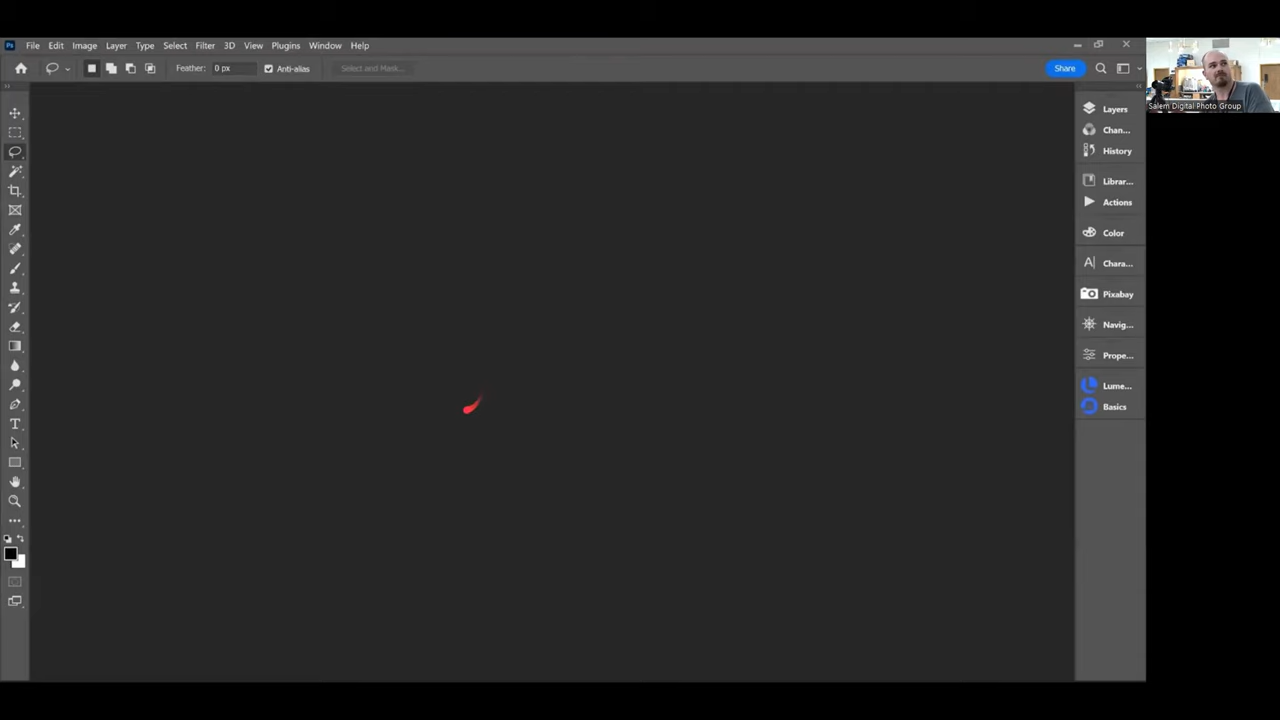 Ps File Edit Image Layer Type Select Filter 3D View Plugins Window Help
Feather: 0 px Anti-alias Select and Mask... Share
Layers
Chan...
History
Librar...
Actions
Color
A| Chara...
Pixabay
Navig...
Prope...
Lume...
Basics
T
Salem Digital Photo Group